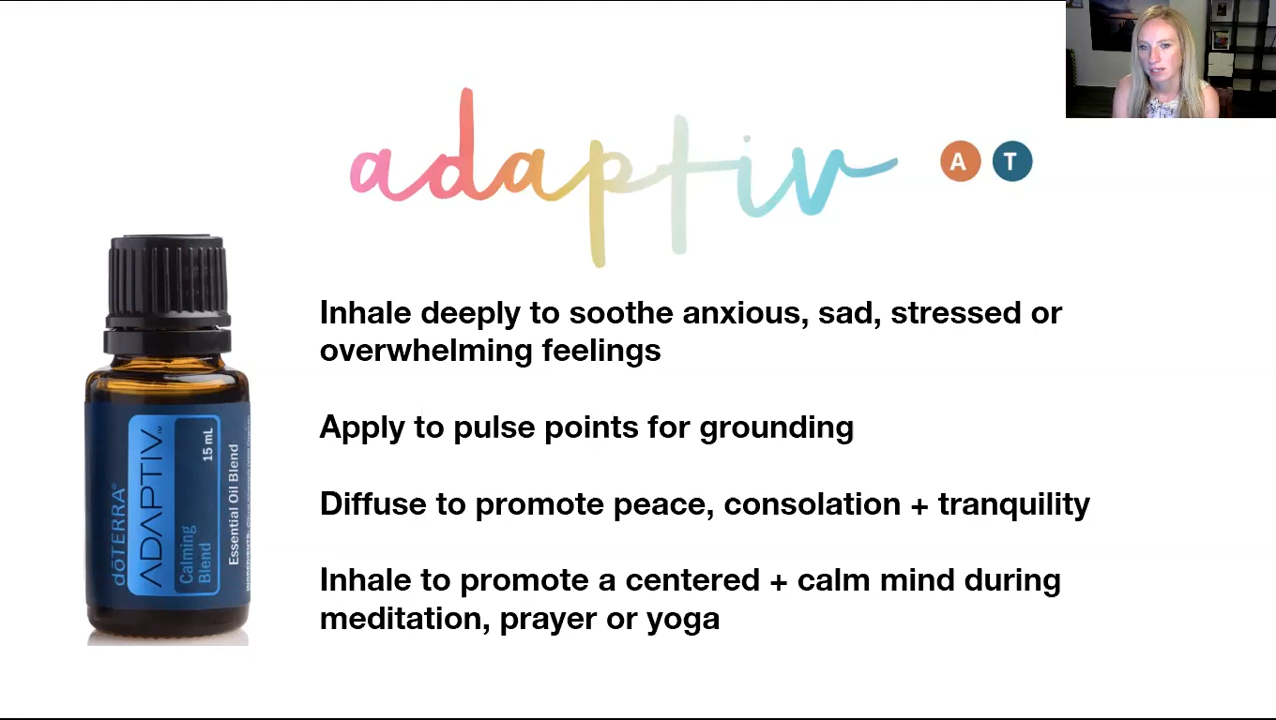 adaptiv A T
Inhale deeply to soothe anxious, sad, stressed or
overwhelming feelings
Apply to pulse points for grounding
Diffuse to promote peace, consolation + tranquility
Inhale to promote a centered + calm mind during
meditation, prayer or yoga
dōTERRA®
ADAPTIV™
Calming
Blend
15 mL
Essential Oil Blend